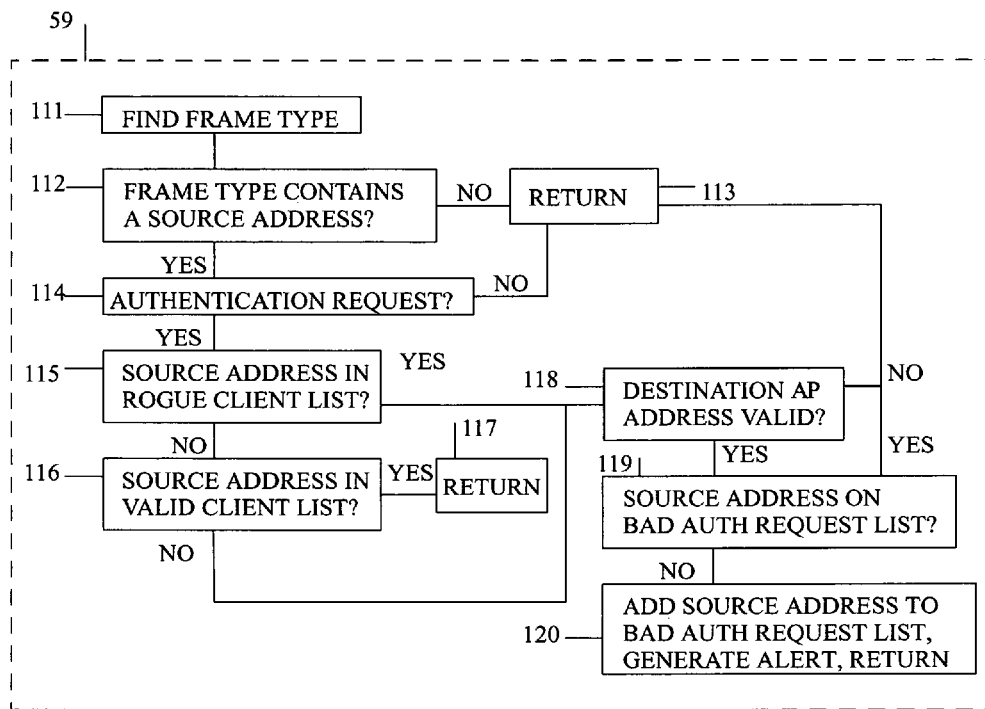 59
111
FIND FRAME TYPE
112
FRAME TYPE CONTAINS
A SOURCE ADDRESS?
NO
RETURN
113
YES
114
AUTHENTICATION REQUEST?
NO
YES
115
SOURCE ADDRESS IN
ROGUE CLIENT LIST?
YES
118
DESTINATION AP
ADDRESS VALID?
NO
NO
117
116
SOURCE ADDRESS IN
VALID CLIENT LIST?
YES
RETURN
119
YES
YES
SOURCE ADDRESS ON
BAD AUTH REQUEST LIST?
NO
NO
120
ADD SOURCE ADDRESS TO
BAD AUTH REQUEST LIST,
GENERATE ALERT, RETURN